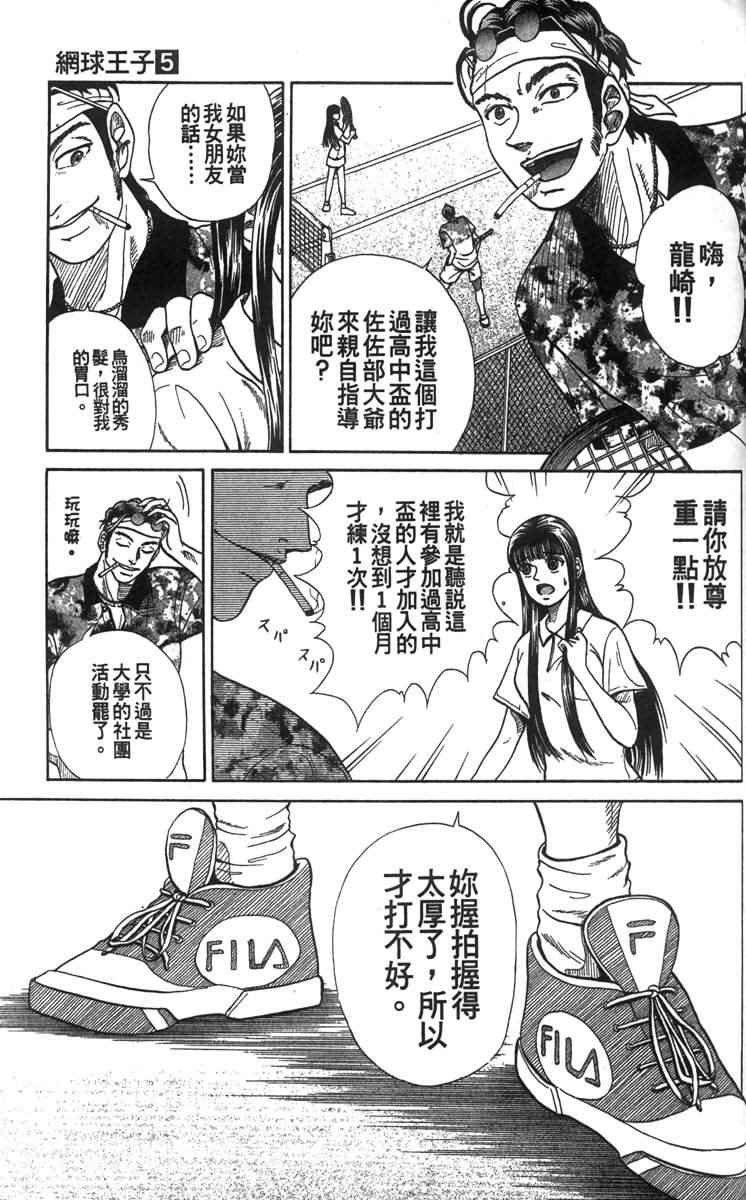 網球王子5
嗨，
龍崎!!
讓我這個打
過高中盃的
佐佐部大爺
來親自指導
妳吧？
如果妳當
我女朋友
的話……
烏溜溜的秀
髮，很對我
的胃口。
請你放尊
重一點!!
我就是聽說這
裡有參加過高中
盃的人才加入的
，沒想到1個月
才練1次!!
スパ
スパ
玩玩嘛。
只不過是
大學的社團
活動罷了。
妳握拍握得
太厚了，所以
才打不好。
F
FILA
F
FILA